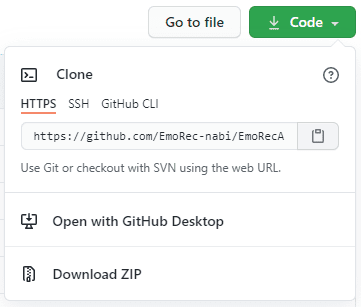 Go to file
Code
Clone
HTTPS SSH GitHub CLI
https://github.com/EmoRec-nabi/EmoRecA
Use Git or checkout with SVN using the web URL.
Open with GitHub Desktop
Download ZIP